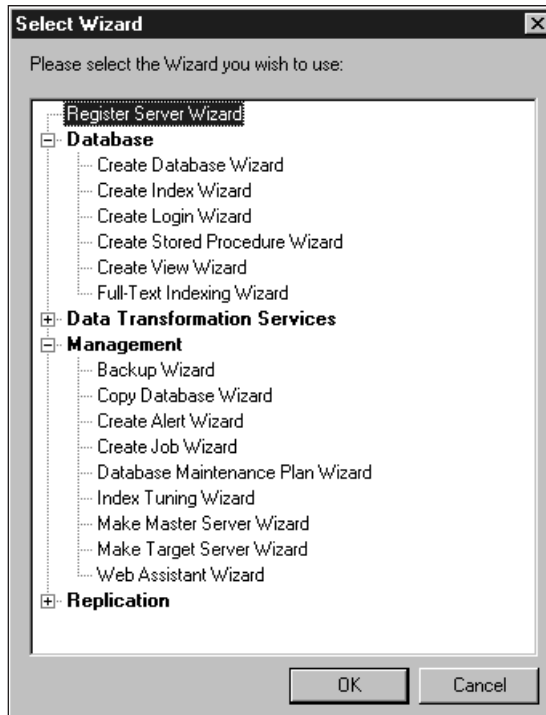 Select Wizard
Please select the Wizard you wish to use:
Register Server Wizard
Database
Create Database Wizard
Create Index Wizard
Create Login Wizard
Create Stored Procedure Wizard
Create View Wizard
Full-Text Indexing Wizard
Data Transformation Services
Management
Backup Wizard
Copy Database Wizard
Create Alert Wizard
Create Job Wizard
Database Maintenance Plan Wizard
Index Tuning Wizard
Make Master Server Wizard
Make Target Server Wizard
Web Assistant Wizard
Replication
OK Cancel